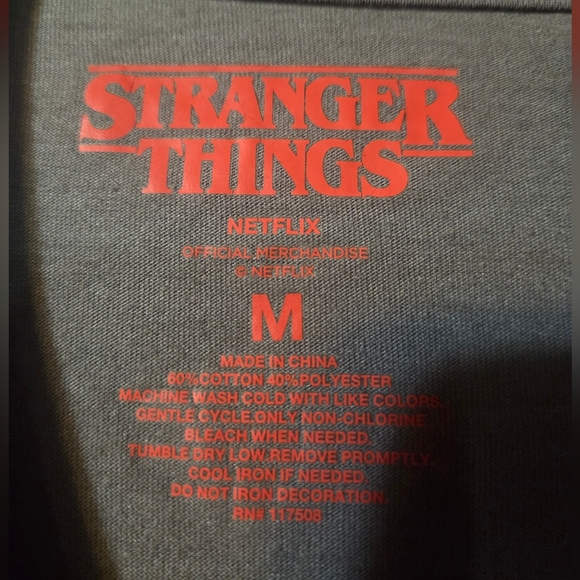 STRANGER
THINGS
NETFLIX
OFFICIAL MERCHANDISE
© NETFLIX
M
MADE IN CHINA
60%COTTON 40%POLYESTER
MACHINE WASH COLD WITH LIKE COLORS.
GENTLE CYCLE.ONLY NON-CHLORINE
BLEACH WHEN NEEDED.
TUMBLE DRY LOW.REMOVE PROMPTLY.
COOL IRON IF NEEDED.
DO NOT IRON DECORATION.
RN# 117508